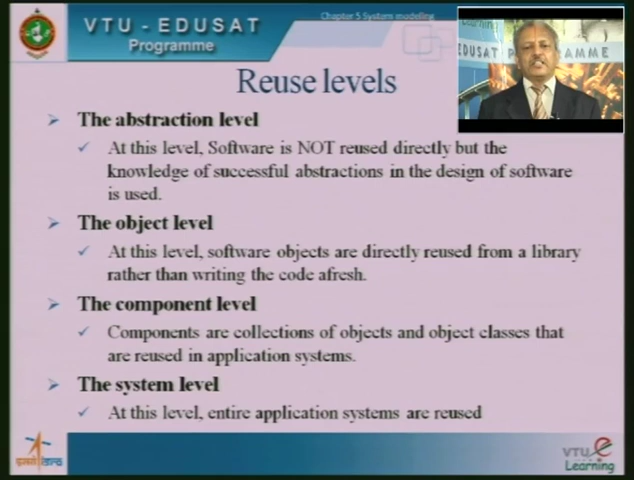 VTU - EDUSAT
Programme
Chapter 5 System modelling
EDUSAT PROGRAMME
Reuse levels
The abstraction level
At this level, Software is NOT reused directly but the
knowledge of successful abstractions in the design of software
is used.
The object level
At this level, software objects are directly reused from a library
rather than writing the code afresh.
The component level
Components are collections of objects and object classes that
are reused in application systems.
The system level
At this level, entire application systems are reused
VTU e
Learning